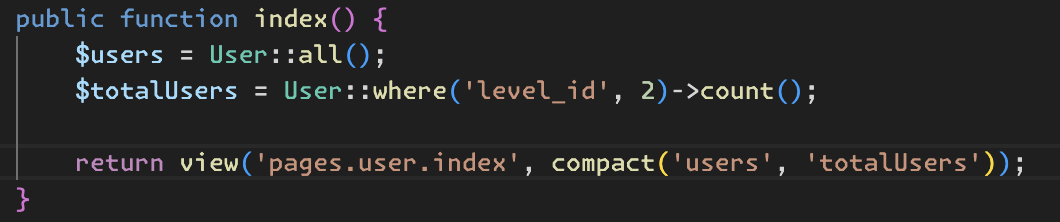 public function index() {
    $users = User::all();
    $totalUsers = User::where('level_id', 2)->count();

    return view('pages.user.index', compact('users', 'totalUsers'));
}